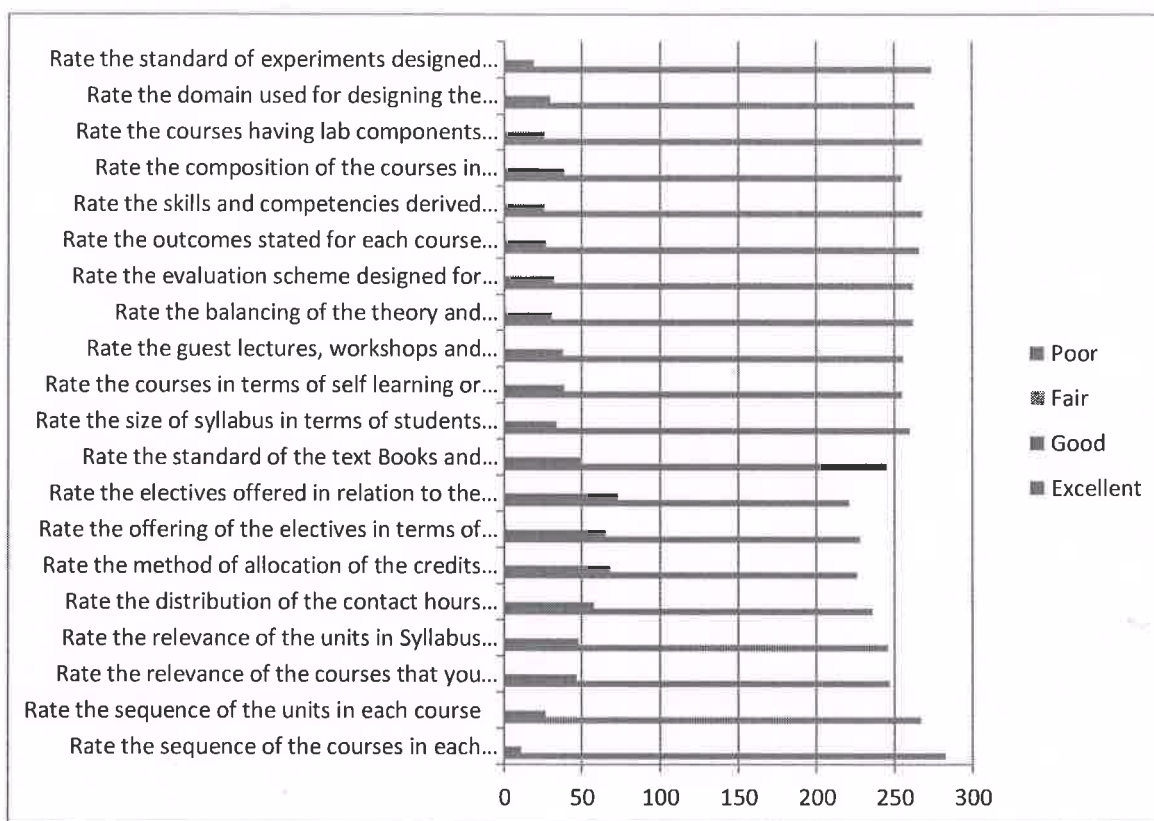 Rate the standard of experiments designed...
Rate the domain used for designing the...
Rate the courses having lab components...
Rate the composition of the courses in...
Rate the skills and competencies derived...
Rate the outcomes stated for each course...
Rate the evaluation scheme designed for...
Rate the balancing of the theory and...
Rate the guest lectures, workshops and...
Rate the courses in terms of self learning or...
Rate the size of syllabus in terms of students...
Rate the standard of the text Books and...
Rate the electives offered in relation to the...
Rate the offering of the electives in terms of...
Rate the method of allocation of the credits...
Rate the distribution of the contact hours...
Rate the relevance of the units in Syllabus...
Rate the relevance of the courses that you...
Rate the sequence of the units in each course
Rate the sequence of the courses in each...
0 50 100 150 200 250 300
Poor
Fair
Good
Excellent